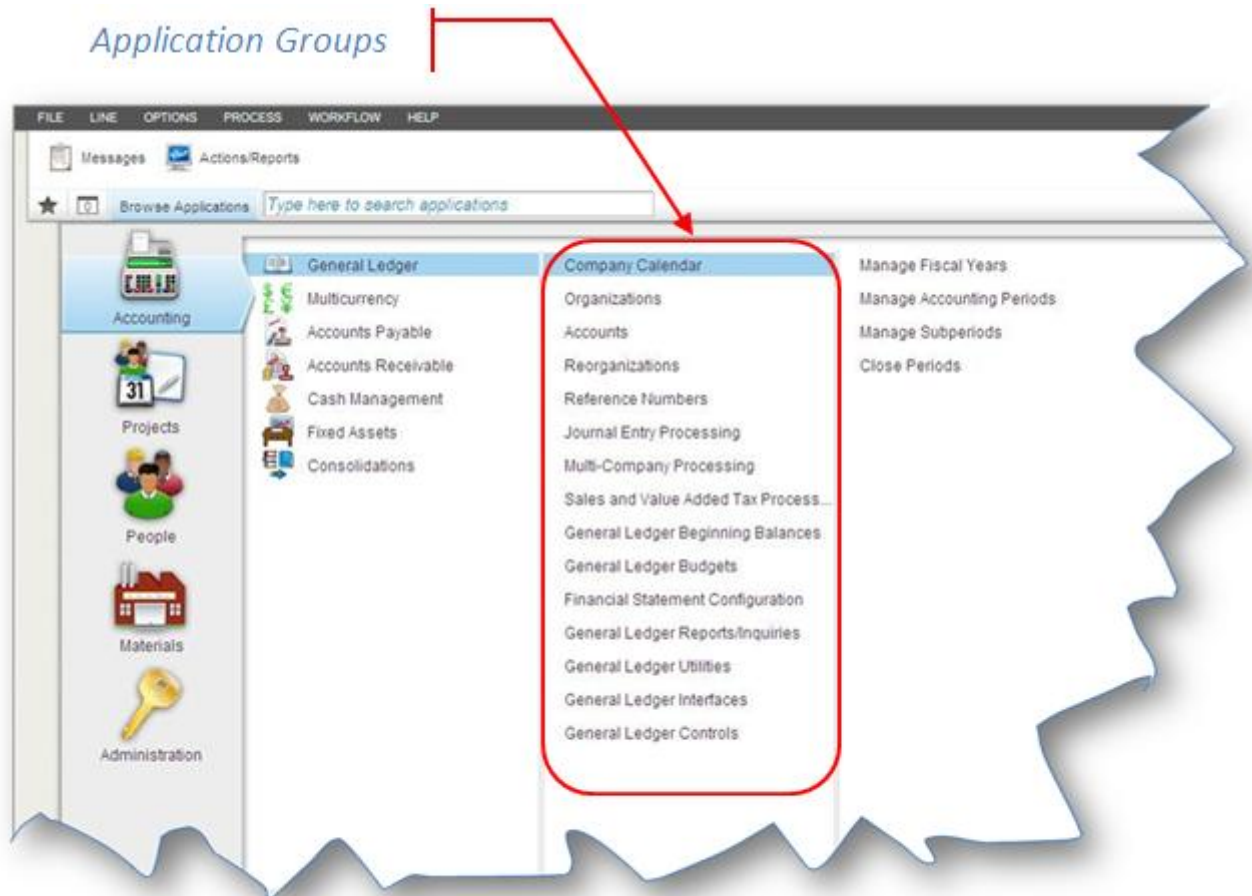 Application Groups
FILE LINE OPTIONS PROCESS WORKFLOW HELP
Messages Actions/Reports
Browse Applications Type here to search applications
Accounting
Projects
People
Materials
Administration
General Ledger
Multicurrency
Accounts Payable
Accounts Receivable
Cash Management
Fixed Assets
Consolidations
Company Calendar
Organizations
Accounts
Reorganizations
Reference Numbers
Journal Entry Processing
Multi-Company Processing
Sales and Value Added Tax Process...
General Ledger Beginning Balances
General Ledger Budgets
Financial Statement Configuration
General Ledger Reports/Inquiries
General Ledger Utilities
General Ledger Interfaces
General Ledger Controls
Manage Fiscal Years
Manage Accounting Periods
Manage Subperiods
Close Periods